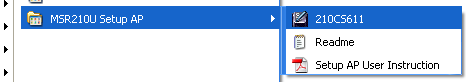 MSR210U Setup AP
210CS611
Readme
Setup AP User Instruction